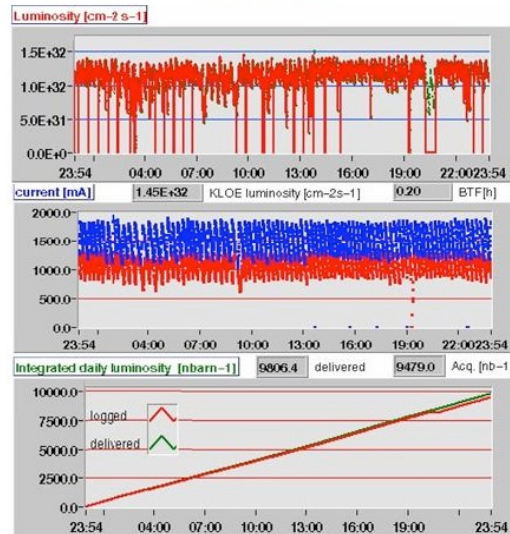 Luminosity [cm-2 s-1]
1.5E+32
1.0E+32
5.0E+31
0.0E+0
23:54 04:00 07:00 10:00 13:00 16:00 19:00 22:00 23:54
current [mA] 1.45E+32 KLOE luminosity [cm-2s-1] 0.20 BTF[h]
2000.0
1500.0
1000.0
500.0
0.0
23:54 04:00 07:00 10:00 13:00 16:00 19:00 22:00 23:54
Integrated daily luminosity [nbarn-1] 9806.4 delivered 9479.0 Acq. [nb-1
10000.0
7500.0
5000.0
2500.0
0.0
logged
delivered
23:54 04:00 07:00 10:00 13:00 16:00 19:00 23:54